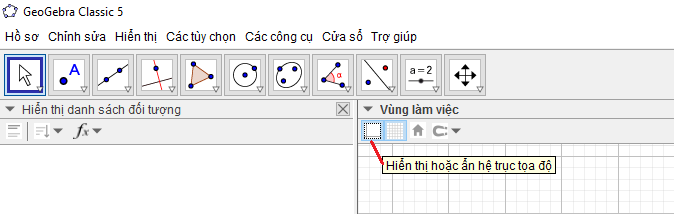 GeoGebra Classic 5
Hồ sơ Chỉnh sửa Hiển thị Các tùy chọn Các công cụ Cửa sổ Trợ giúp
A α a = 2
Hiển thị danh sách đối tượng Vùng làm việc
fx
Hiển thị hoặc ẩn hệ trục tọa độ